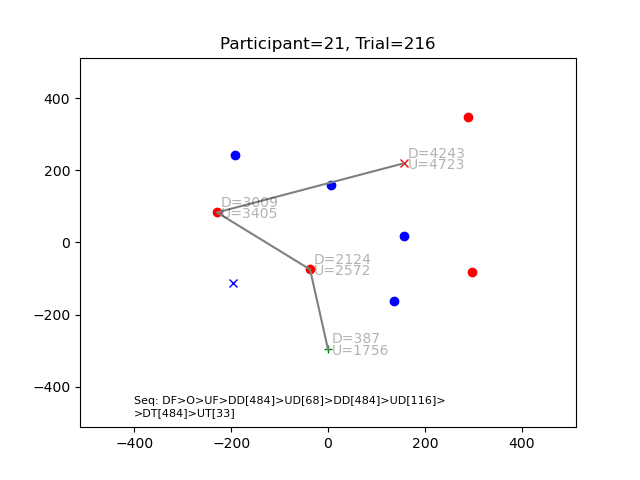 Participant=21, Trial=216
400
200
0
−200
−400
−400
−200
0
200
400
D=4243
U=4723
D=3009
U=3405
D=2124
U=2572
D=387
U=1756
Seq: DF>O>UF>DD[484]>UD[68]>DD[484]>UD[116]>
>DT[484]>UT[33]